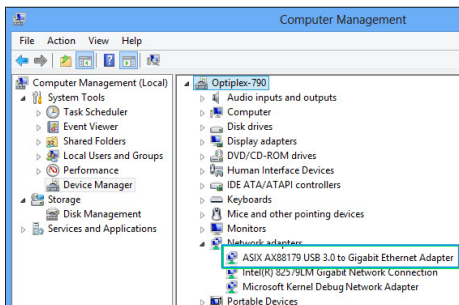 Computer Management
File Action View Help
Computer Management (Local)
System Tools
Task Scheduler
Event Viewer
Shared Folders
Local Users and Groups
Performance
Device Manager
Storage
Disk Management
Services and Applications
Optiplex-790
Audio inputs and outputs
Computer
Disk drives
Display adapters
DVD/CD-ROM drives
Human Interface Devices
IDE ATA/ATAPI controllers
Keyboards
Mice and other pointing devices
Monitors
Network adapters
ASIX AX88179 USB 3.0 to Gigabit Ethernet Adapter
Intel(R) 82579LM Gigabit Network Connection
Microsoft Kernel Debug Network Adapter
Portable Devices